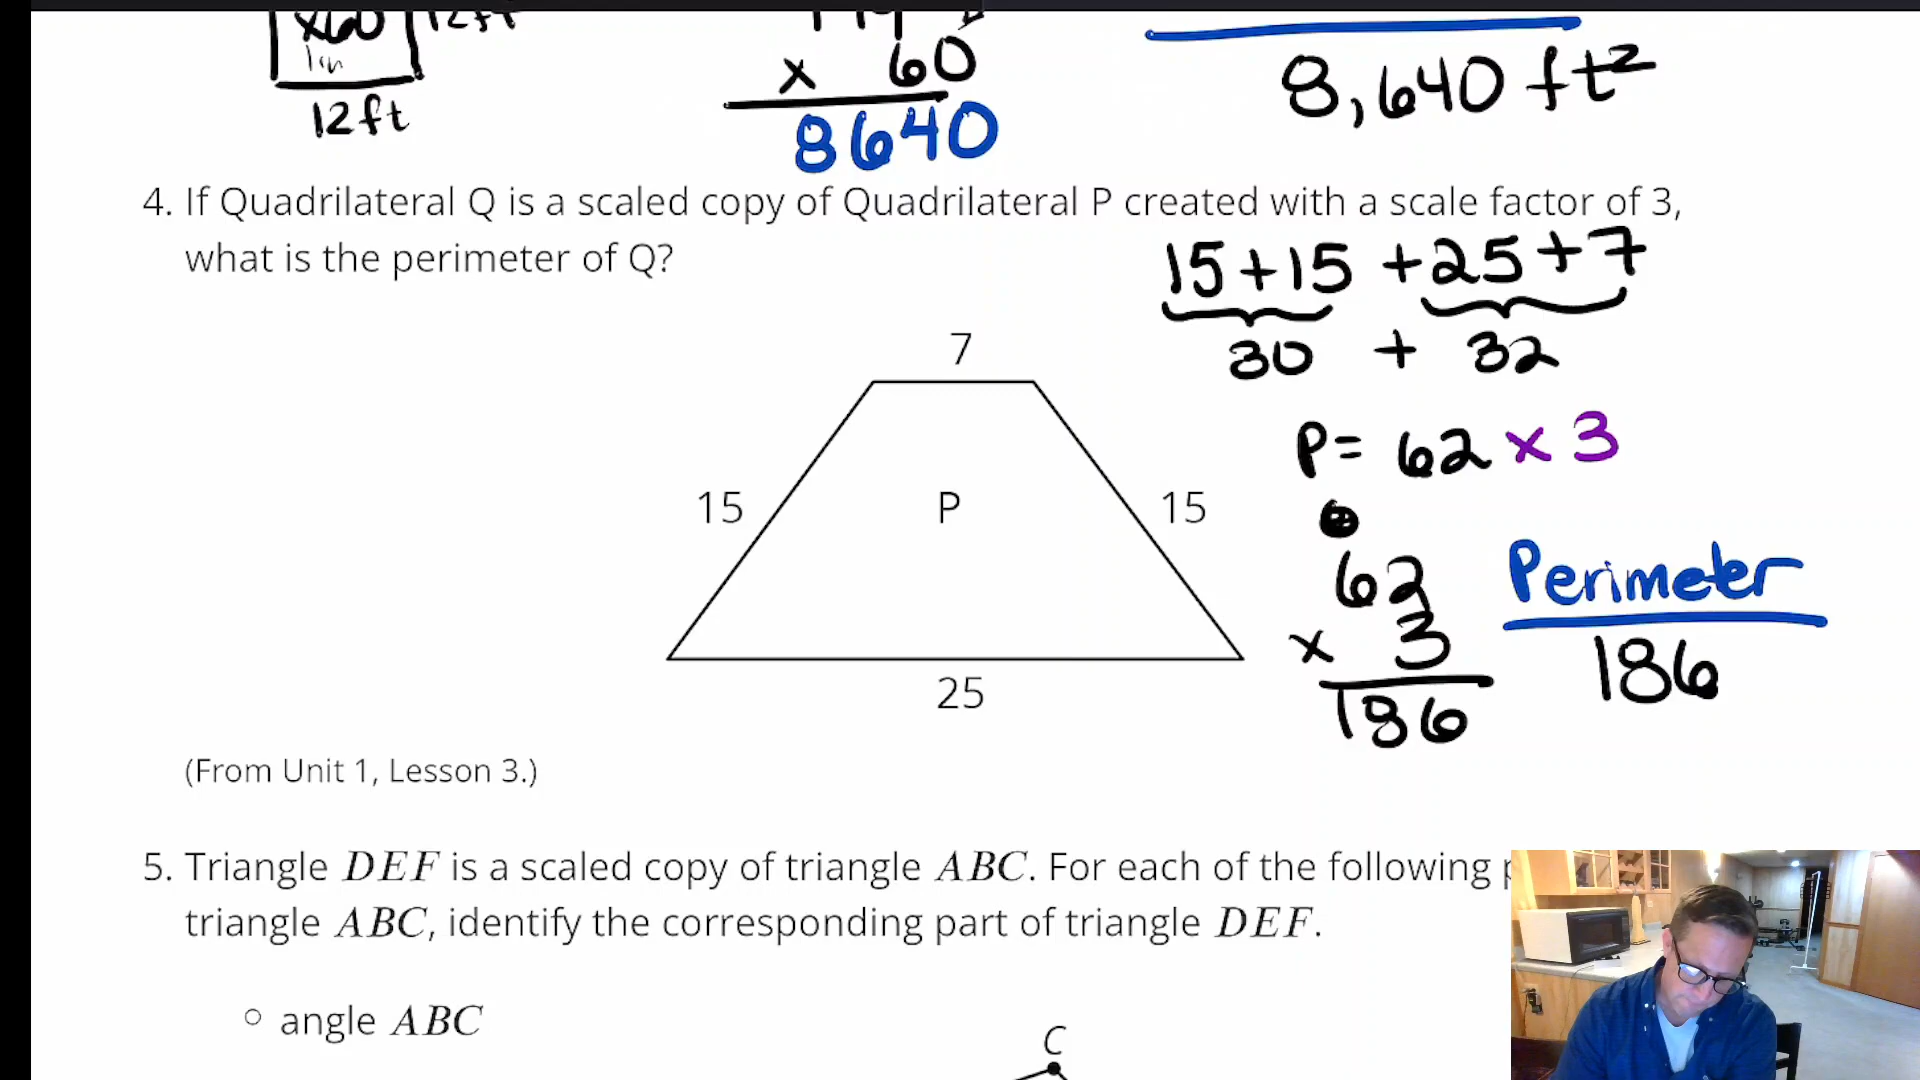 12ft
x 60
8640
8,640 ft²
12ft
4. If Quadrilateral Q is a scaled copy of Quadrilateral P created with a scale factor of 3,
what is the perimeter of Q?
15+15 +25+7
30 + 32
7
P= 62 x 3
15
P
15
25
62
x 3
186
Perimeter
186
(From Unit 1, Lesson 3.)
5. Triangle DEF is a scaled copy of triangle ABC. For each of the following
triangle ABC, identify the corresponding part of triangle DEF.
○ angle ABC
C